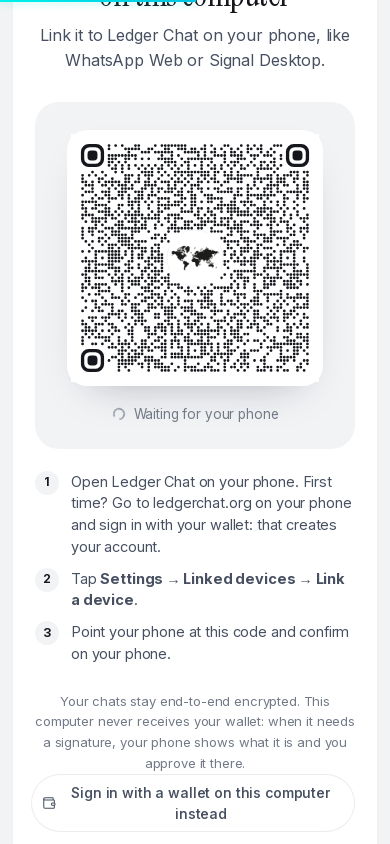 on this computer
Link it to Ledger Chat on your phone, like
WhatsApp Web or Signal Desktop.
Waiting for your phone
1 Open Ledger Chat on your phone. First
time? Go to ledgerchat.org on your phone
and sign in with your wallet: that creates
your account.
2 Tap Settings → Linked devices → Link
a device.
3 Point your phone at this code and confirm
on your phone.
Your chats stay end-to-end encrypted. This
computer never receives your wallet: when it needs
a signature, your phone shows what it is and you
approve it there.
Sign in with a wallet on this computer
instead